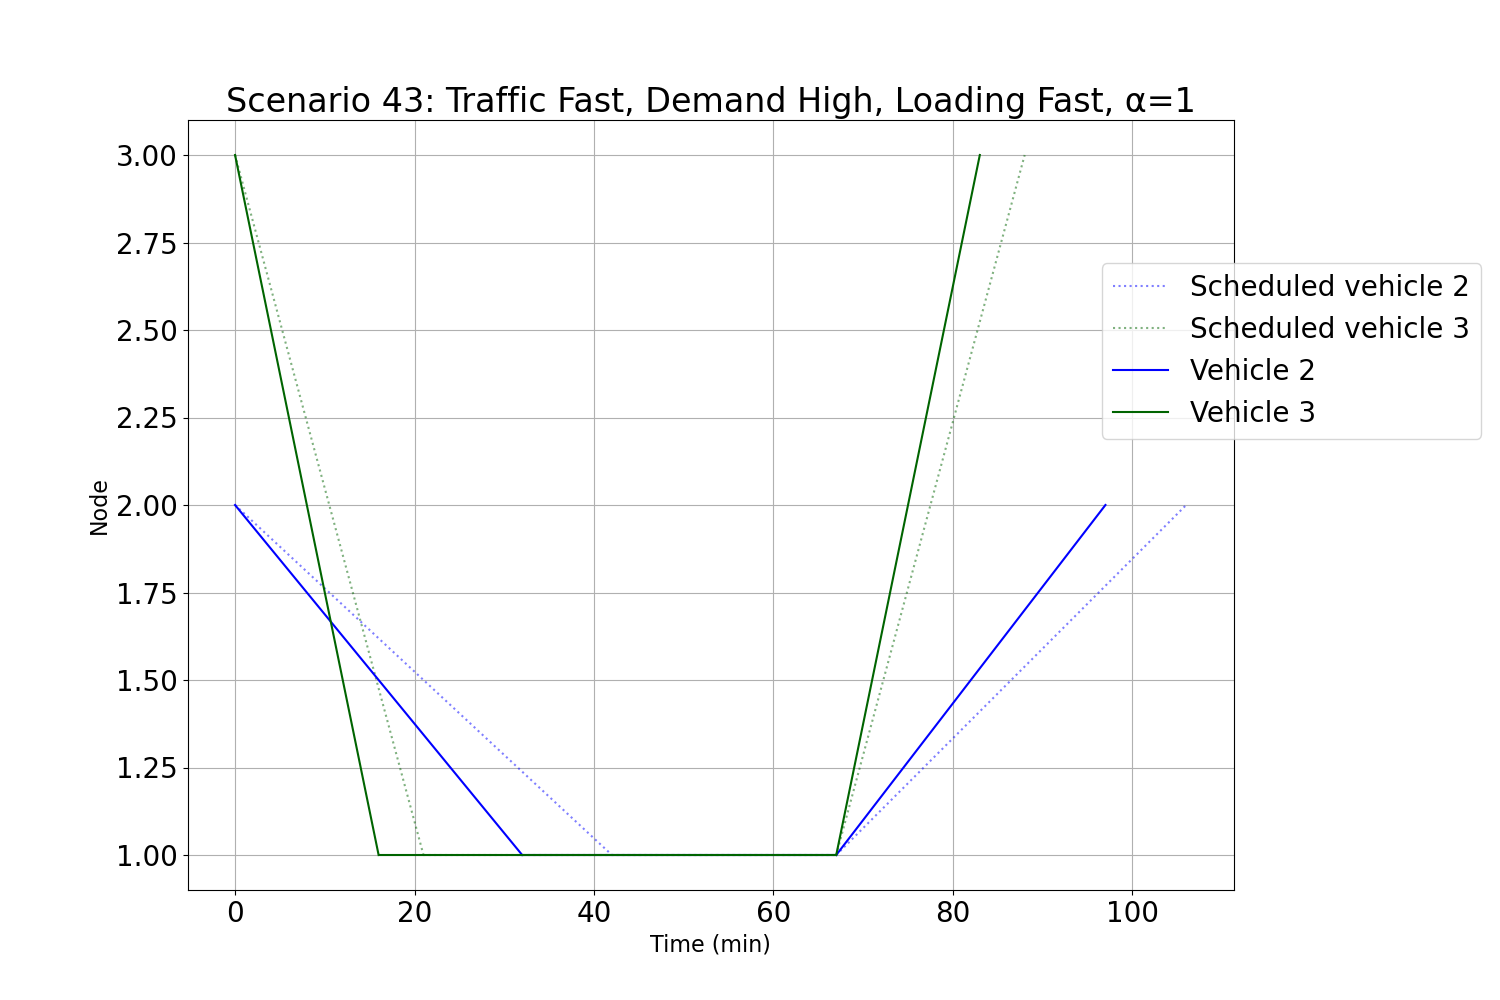 Scenario 43: Traffic Fast, Demand High, Loading Fast, α=1
3.00
2.75
2.50
2.25
2.00
1.75
1.50
1.25
1.00
Node
0 20 40 60 80 100
Time (min)
Scheduled vehicle 2
Scheduled vehicle 3
Vehicle 2
Vehicle 3